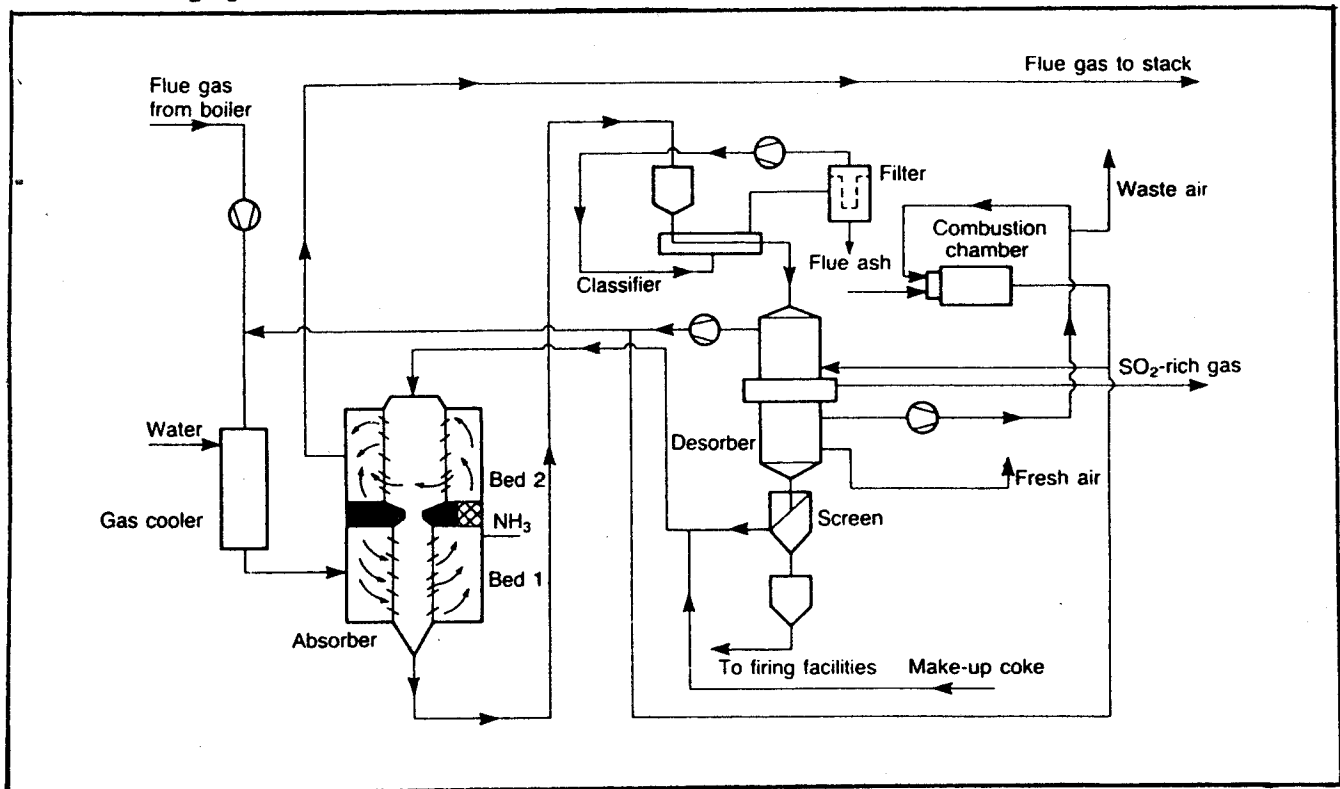 Flue gas to stack
Flue gas
from boiler
Filter
Waste air
Combustion
chamber
Flue ash
Classifier
SO₂-rich gas
Water
Desorber
Bed 2
Fresh air
Gas cooler
NH₃
Screen
Bed 1
Absorber
To firing facilities
Make-up coke